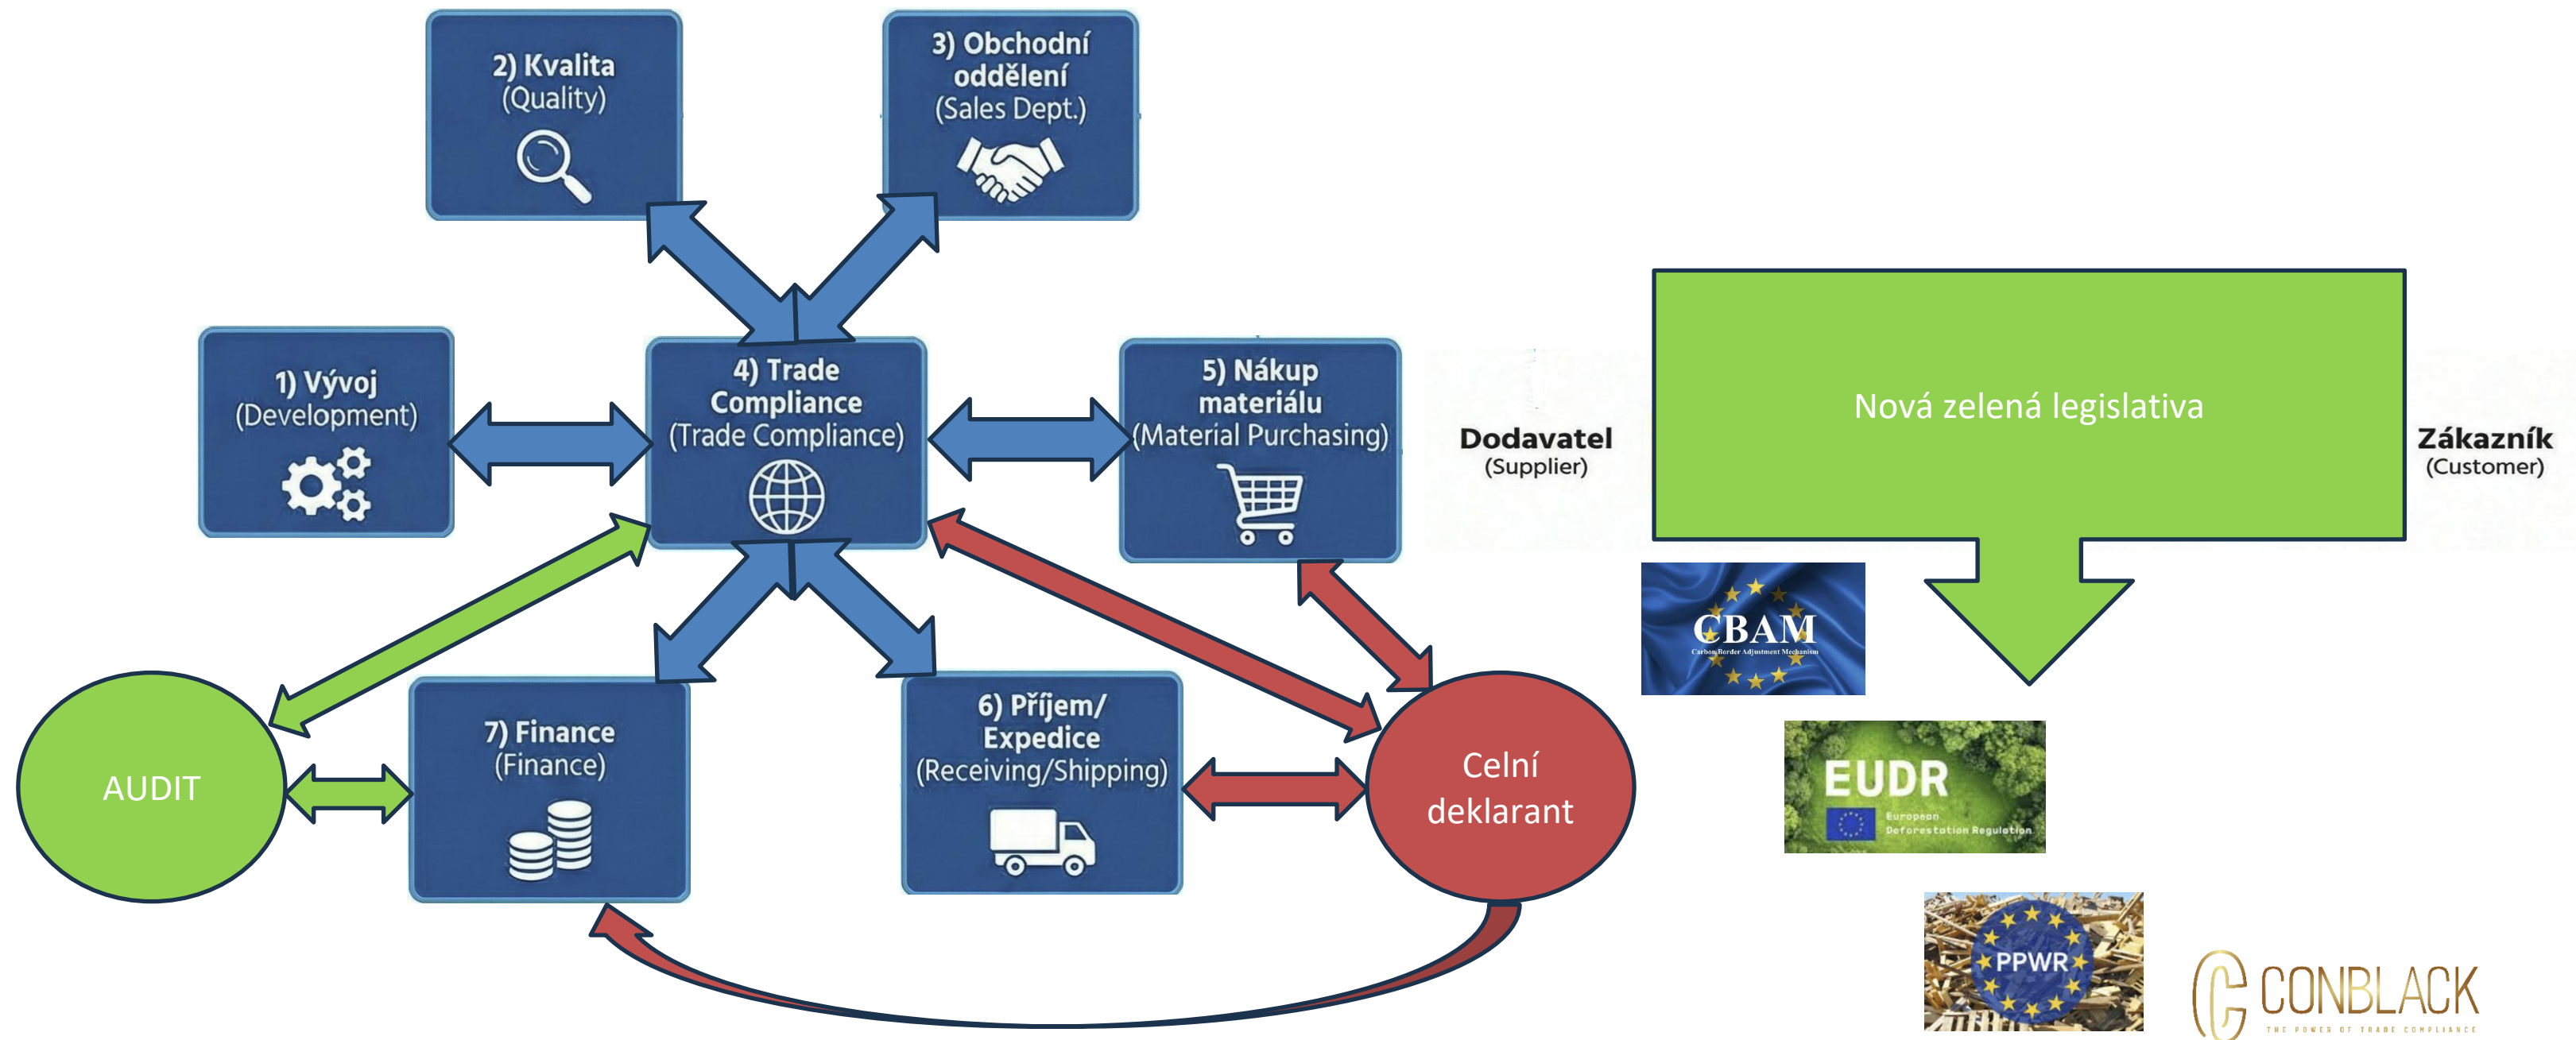 2) Kvalita
(Quality)
3) Obchodní
oddělení
(Sales Dept.)
1) Vývoj
(Development)
4) Trade
Compliance
(Trade Compliance)
5) Nákup
materiálu
(Material Purchasing)
Dodavatel
(Supplier)
Nová zelená legislativa
Zákazník
(Customer)
CBAM
Carbon Border Adjustment Mechanism
AUDIT
7) Finance
(Finance)
6) Příjem/
Expedice
(Receiving/Shipping)
Celní
deklarant
EUDR
European
Deforestation Regulation
PPWR
CONBLACK
THE POWER OF TRADE COMPLIANCE